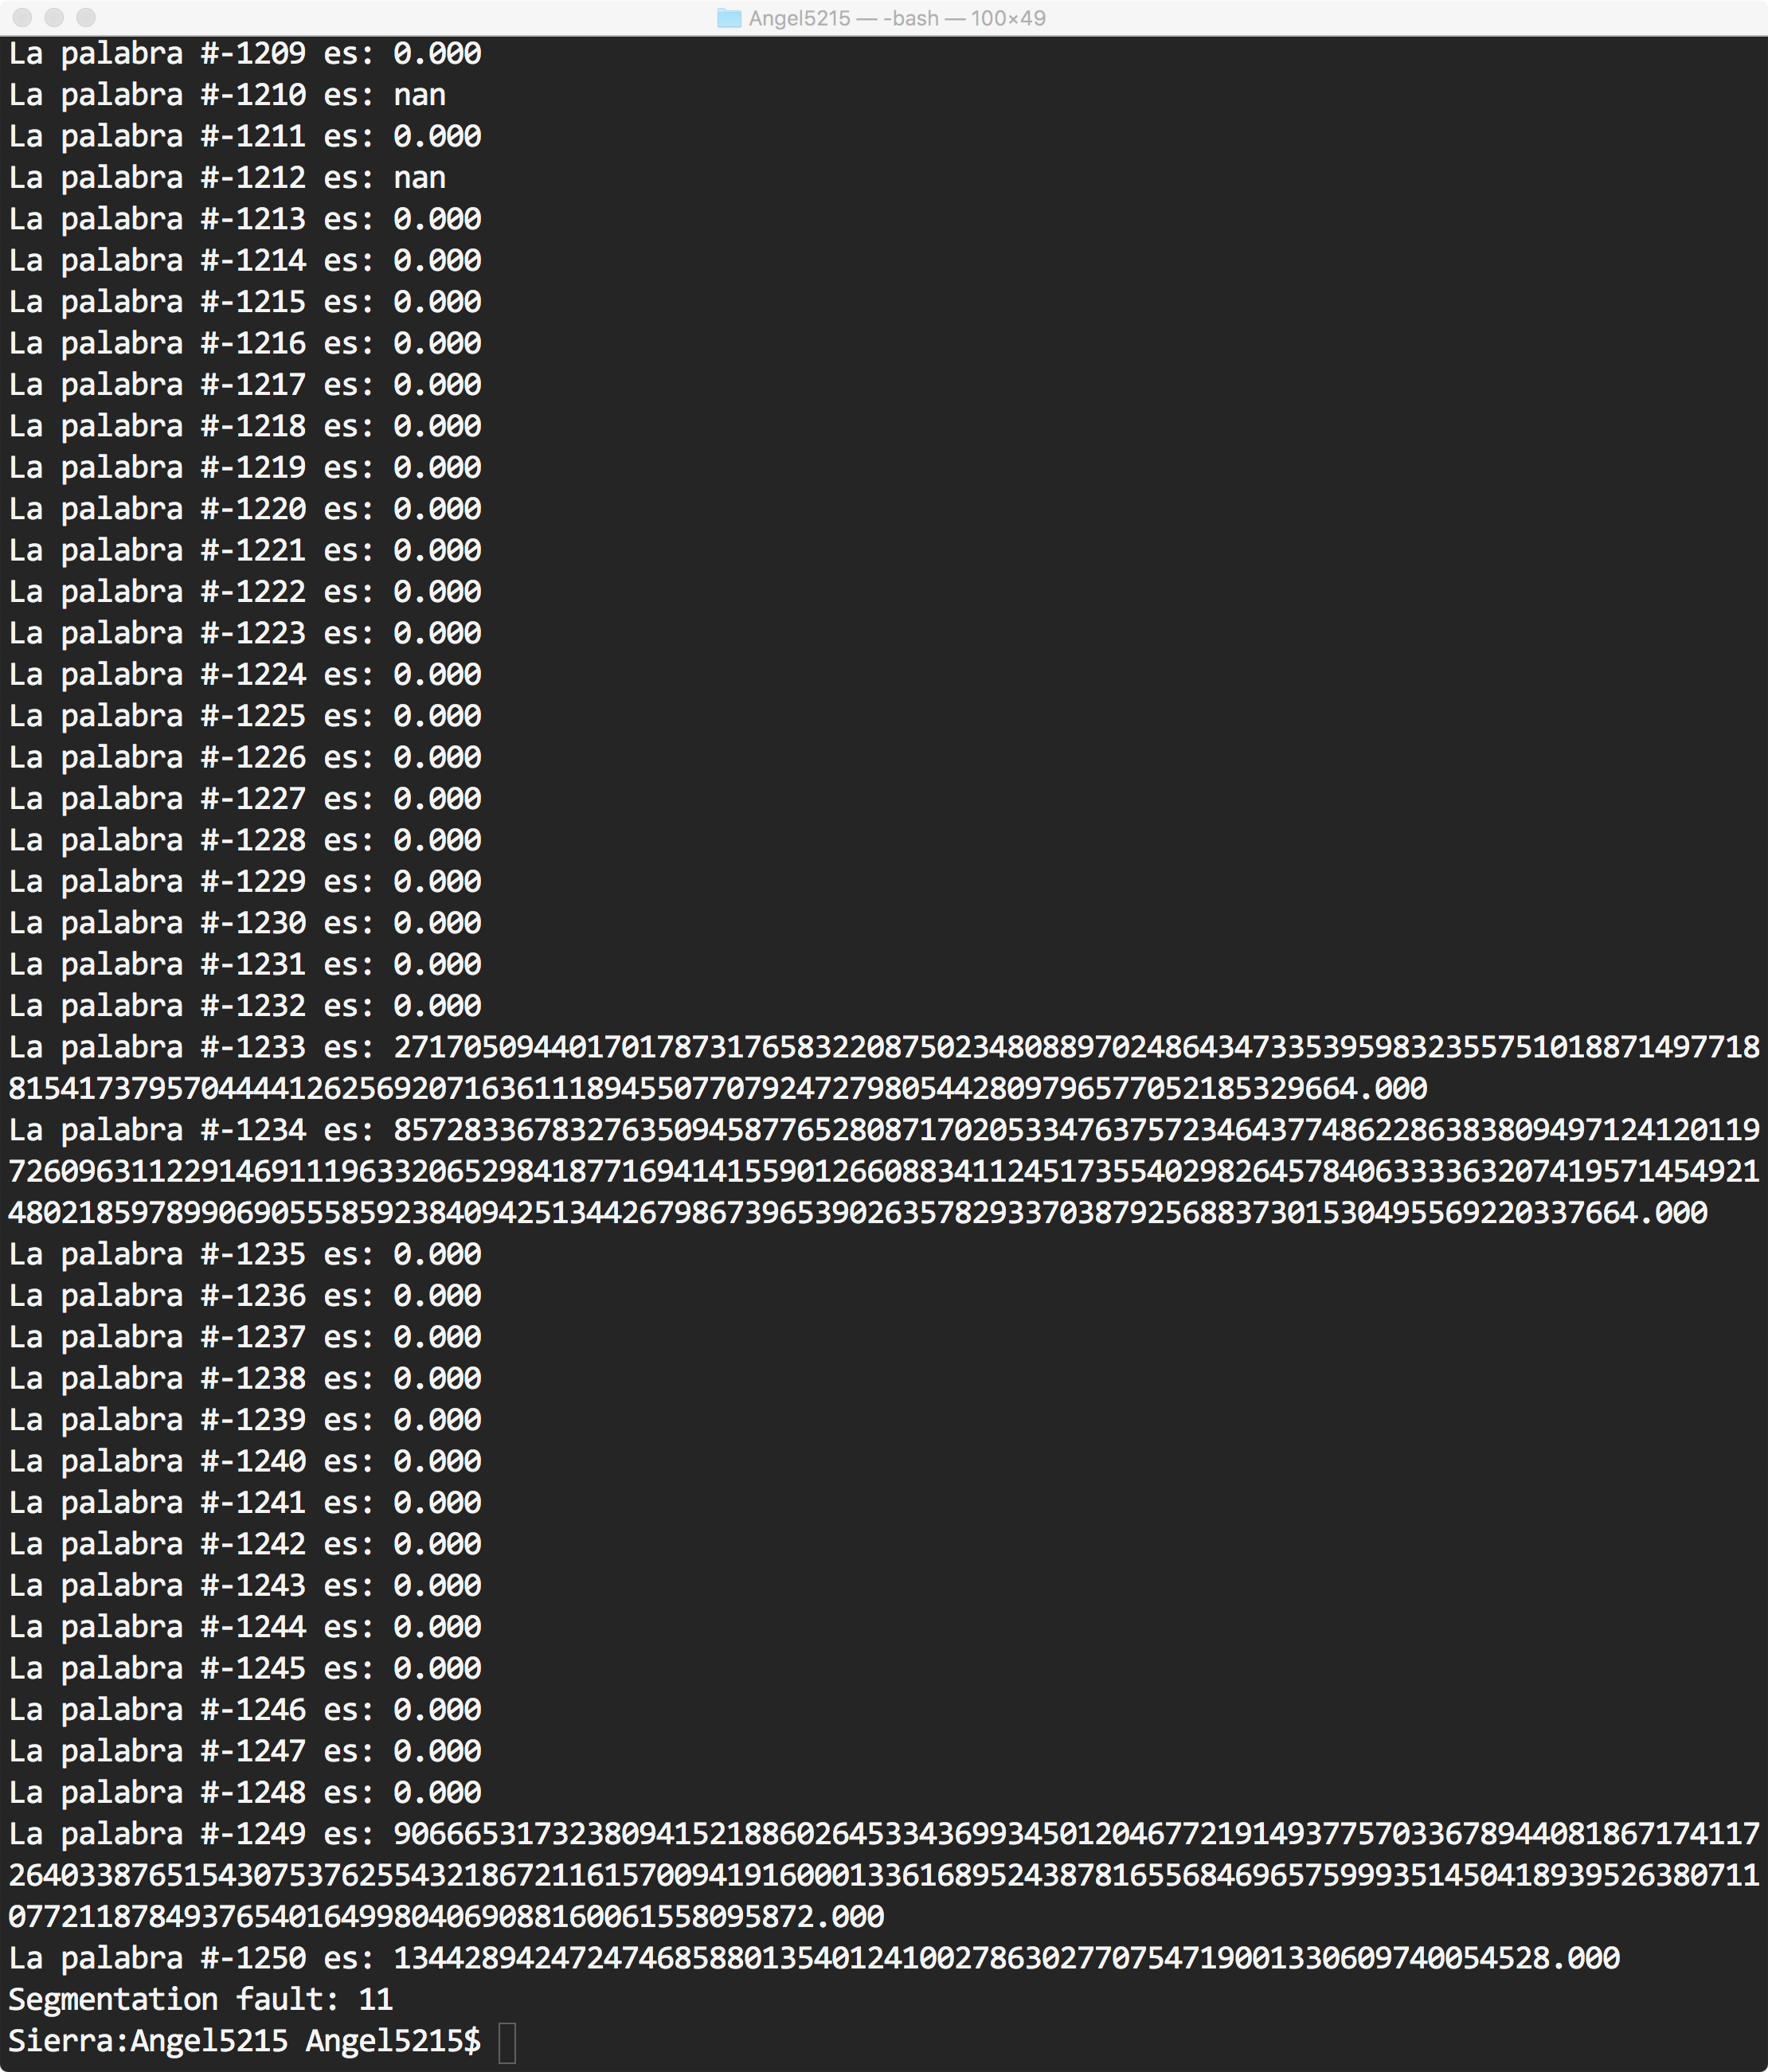 Angel5215 — -bash — 100×49
La palabra #-1209 es: 0.000
La palabra #-1210 es: nan
La palabra #-1211 es: 0.000
La palabra #-1212 es: nan
La palabra #-1213 es: 0.000
La palabra #-1214 es: 0.000
La palabra #-1215 es: 0.000
La palabra #-1216 es: 0.000
La palabra #-1217 es: 0.000
La palabra #-1218 es: 0.000
La palabra #-1219 es: 0.000
La palabra #-1220 es: 0.000
La palabra #-1221 es: 0.000
La palabra #-1222 es: 0.000
La palabra #-1223 es: 0.000
La palabra #-1224 es: 0.000
La palabra #-1225 es: 0.000
La palabra #-1226 es: 0.000
La palabra #-1227 es: 0.000
La palabra #-1228 es: 0.000
La palabra #-1229 es: 0.000
La palabra #-1230 es: 0.000
La palabra #-1231 es: 0.000
La palabra #-1232 es: 0.000
La palabra #-1233 es: 271705094401701787317658322087502348088970248643473353959832355751018871497718
815417379570444412625692071636111894550770792472798054428097965770521853​29664.000
La palabra #-1234 es: 857283367832763509458776528087170205334763757234643774862286383809497124120119
7260963112291469111963320652984187716941415590126608834112451735540298264578406333363207419571454921
480218597899069055585923840942513442679867396539026357829337038792568837301530495569220337664.000
La palabra #-1235 es: 0.000
La palabra #-1236 es: 0.000
La palabra #-1237 es: 0.000
La palabra #-1238 es: 0.000
La palabra #-1239 es: 0.000
La palabra #-1240 es: 0.000
La palabra #-1241 es: 0.000
La palabra #-1242 es: 0.000
La palabra #-1243 es: 0.000
La palabra #-1244 es: 0.000
La palabra #-1245 es: 0.000
La palabra #-1246 es: 0.000
La palabra #-1247 es: 0.000
La palabra #-1248 es: 0.000
La palabra #-1249 es: 906665317323809415218860264533436993450120467721914937757033678944081867174117
2640338765154307537625543218672116157009419160001336168952438781655684696575999351450418939526380711
07721187849376540164998040690881600615580​95872.000
La palabra #-1250 es: 1344289424724746858801354012410027863027707547190013306097400​54528.000
Segmentation fault: 11
Sierra:Angel5215 Angel5215$